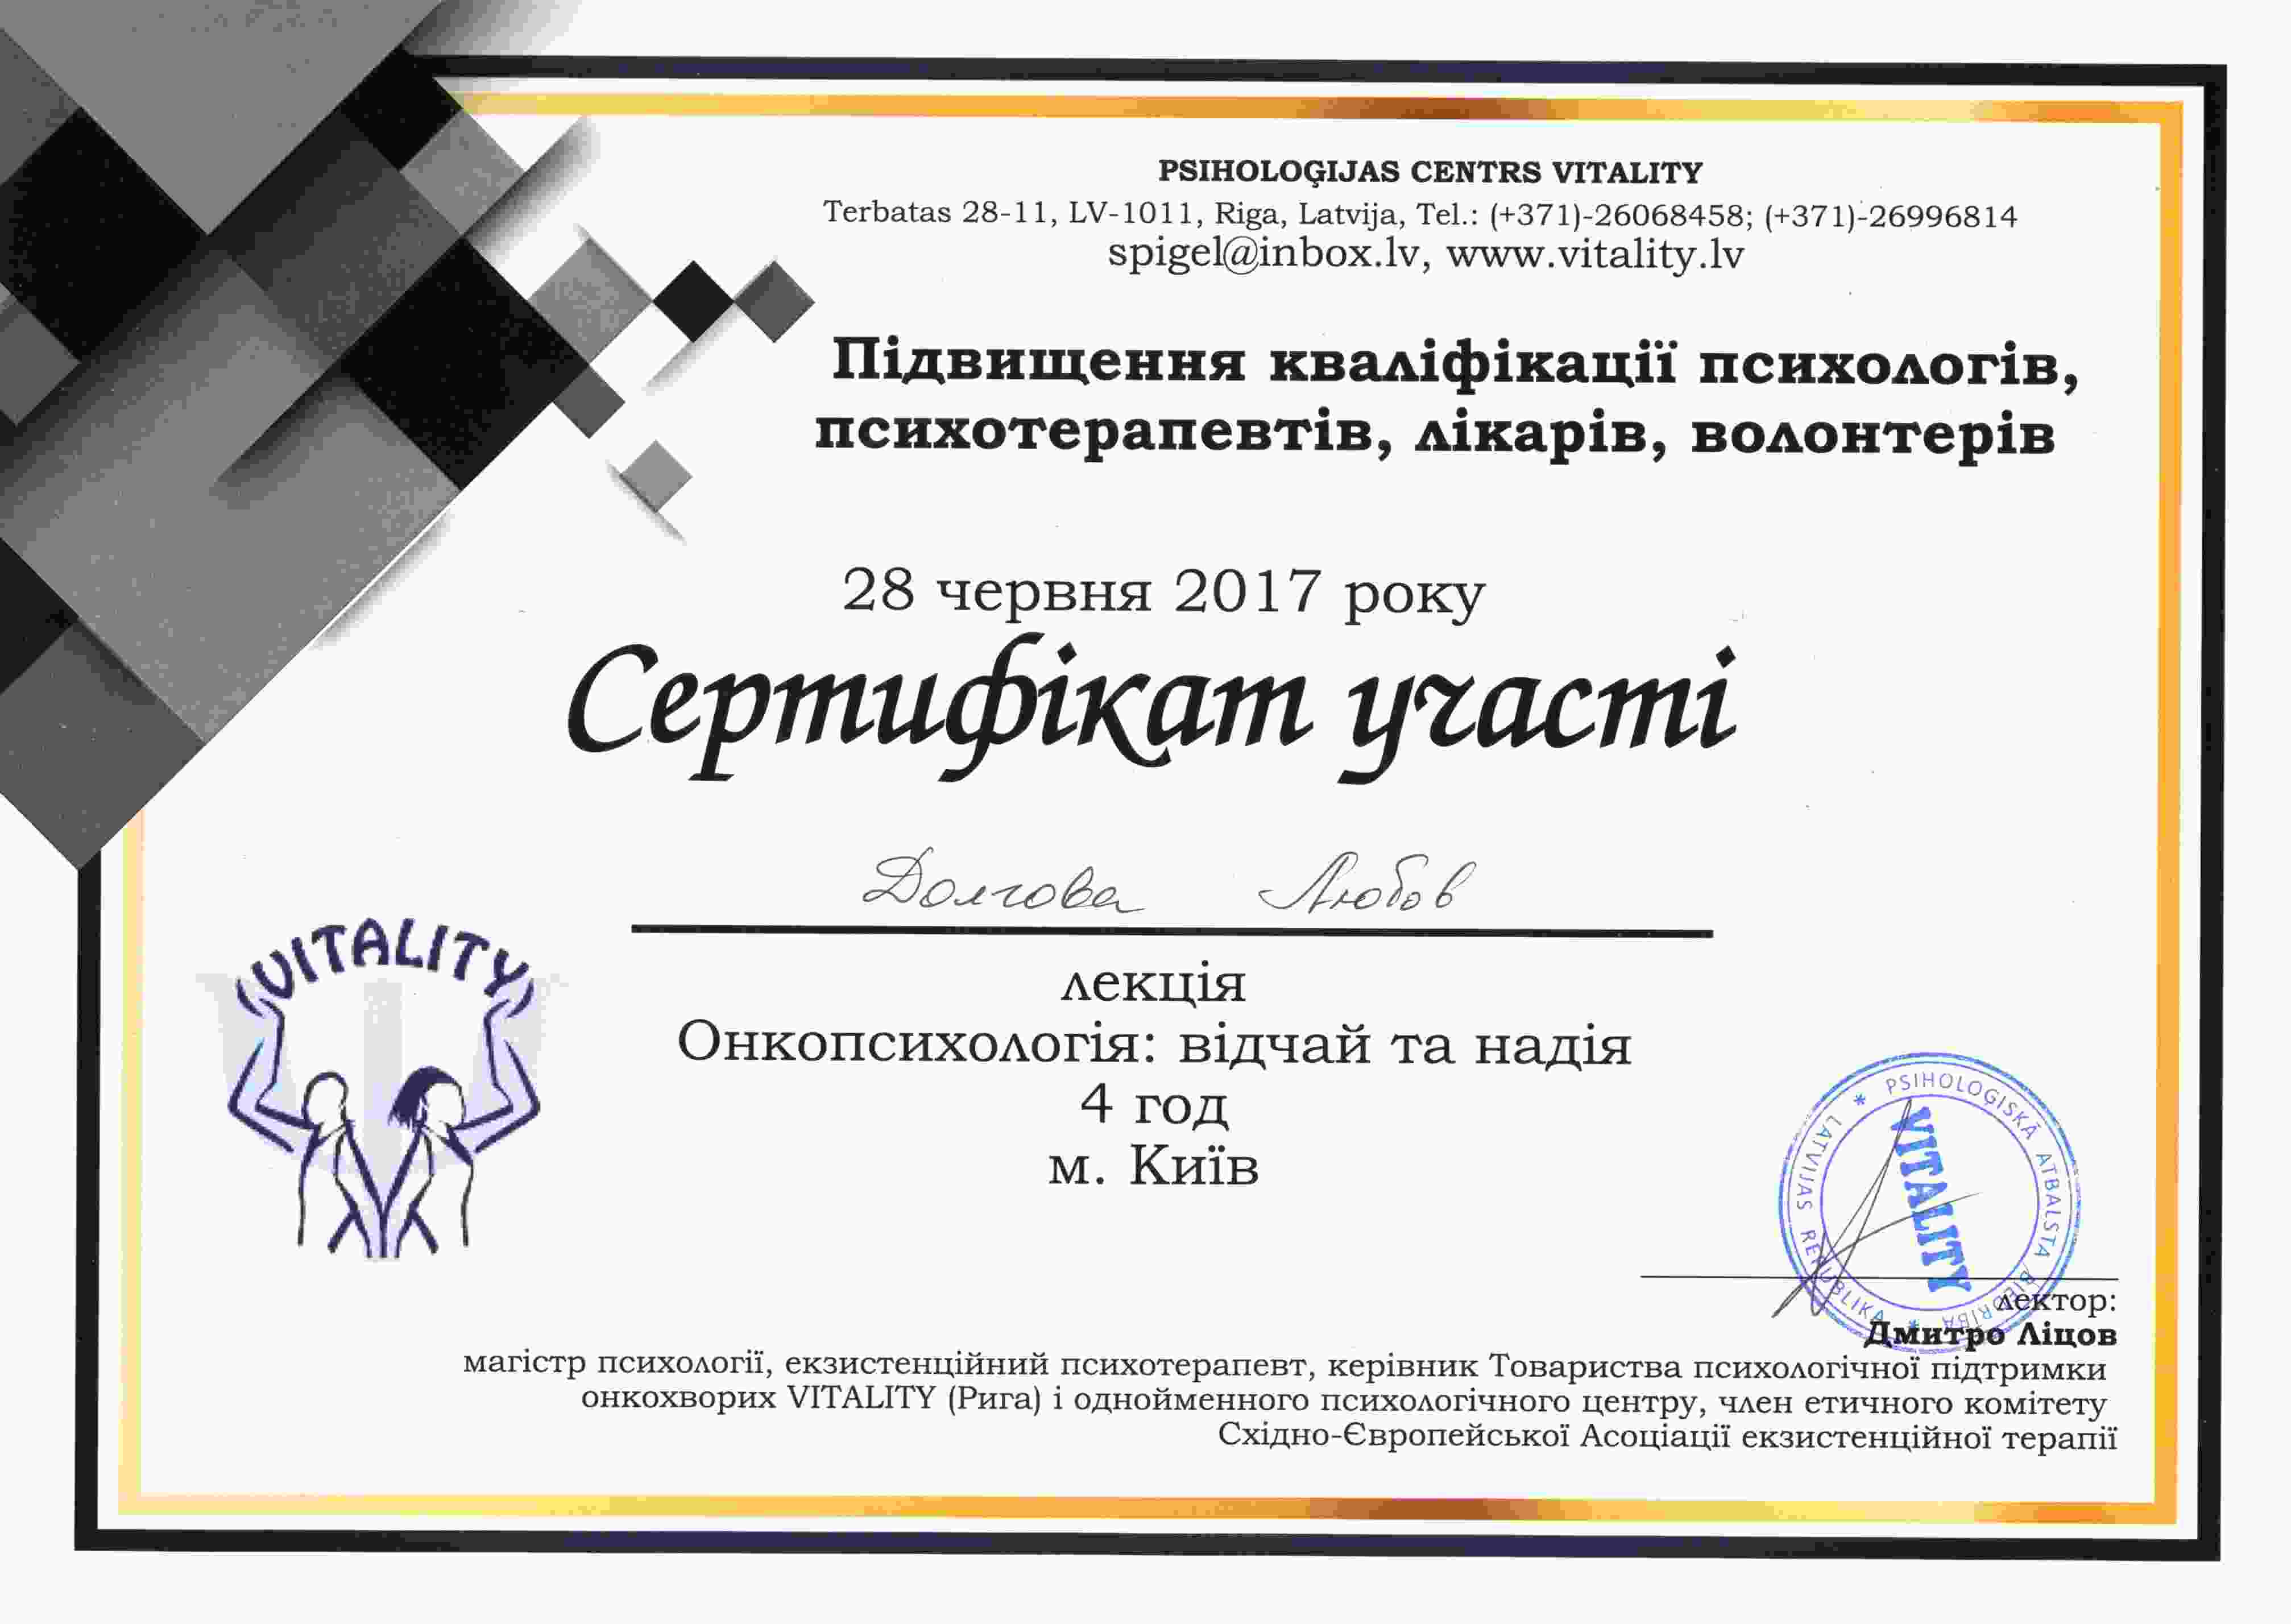 PSIHOLOĢIJAS CENTRS VITALITY
Terbatas 28-11, LV-1011, Riga, Latvija, Tel.: (+371)-26068458; (+371)-26996814
spigel@inbox.lv, www.vitality.lv
Підвищення кваліфікації психологів,
психотерапевтів, лікарів, волонтерів
28 червня 2017 року
Сертифікат участі
Долгова Любов
VITALITY
лекція
Онкопсихологія: відчай та надія
4 год
м. Київ
LATVIJAS REPUBLIKA * PSIHOLOĢISKĀ ATBALSTA BIEDRĪBA *
VITALITY
лектор:
Дмитро Ліцов
магістр психології, екзистенційний психотерапевт, керівник Товариства психологічної підтримки
онкохворих VITALITY (Рига) і однойменного психологічного центру, член етичного комітету
Східно-Європейської Асоціації екзистенційної терапії